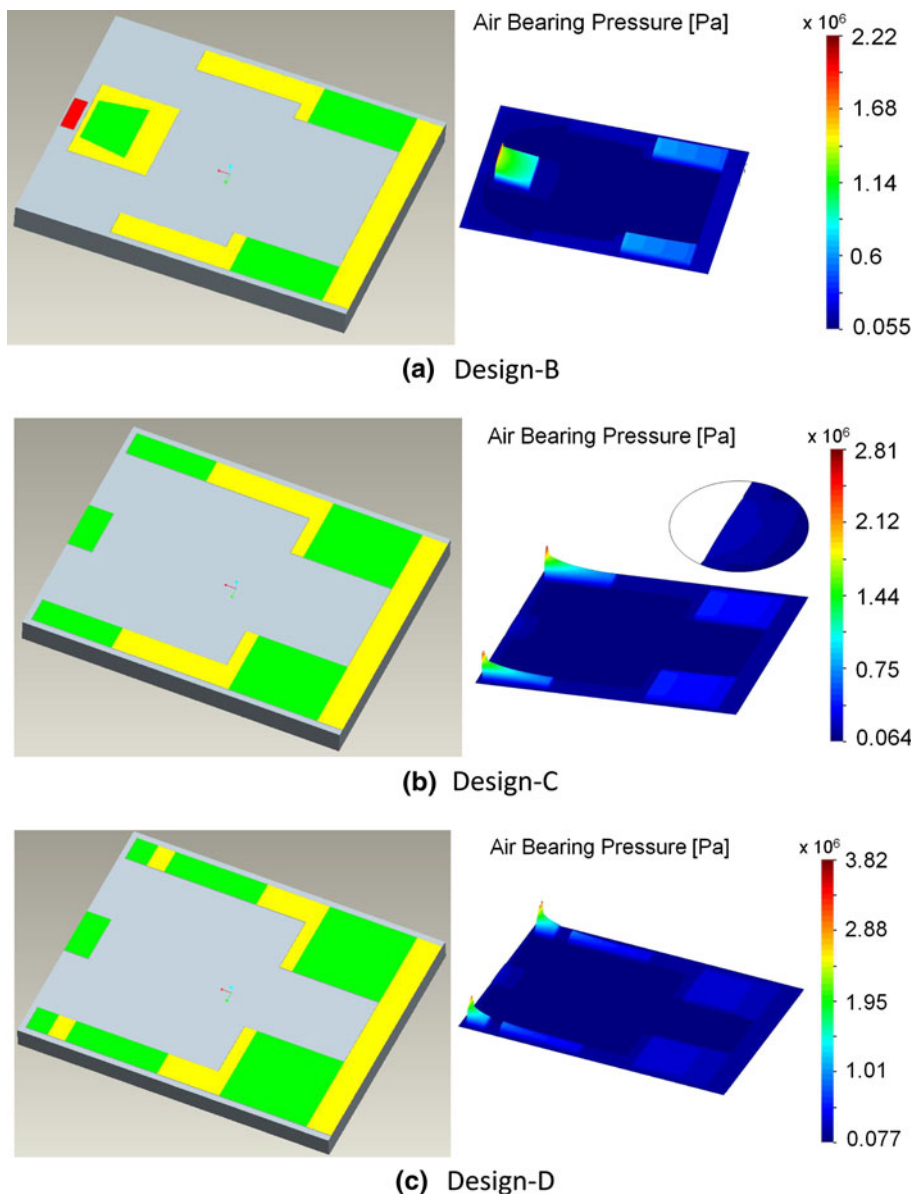 Air Bearing Pressure [Pa]
x 10⁶
2.22
1.68
1.14
0.6
0.055
(a) Design-B
Air Bearing Pressure [Pa]
x 10⁶
2.81
2.12
1.44
0.75
0.064
(b) Design-C
Air Bearing Pressure [Pa]
x 10⁶
3.82
2.88
1.95
1.01
0.077
(c) Design-D